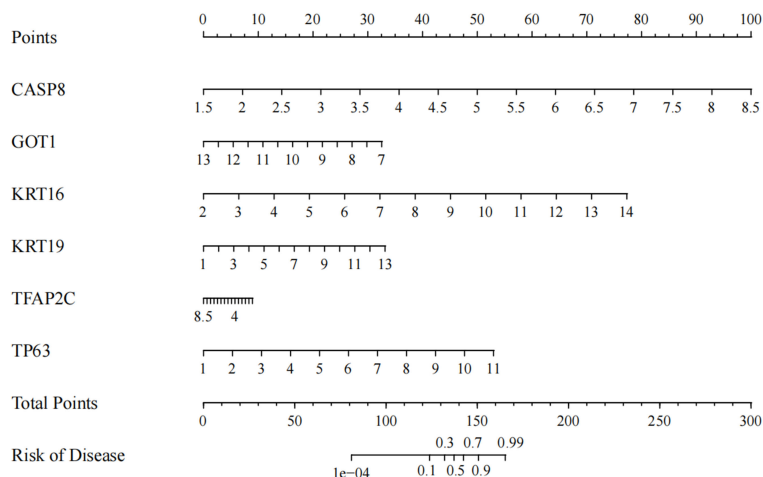 0 10 20 30 40 50 60 70 80 90 100
Points
CASP8
1.5 2 2.5 3 3.5 4 4.5 5 5.5 6 6.5 7 7.5 8 8.5
GOT1
13 12 11 10 9 8 7
KRT16
2 3 4 5 6 7 8 9 10 11 12 13 14
KRT19
1 3 5 7 9 11 13
TFAP2C
8.5 4
TP63
1 2 3 4 5 6 7 8 9 10 11
Total Points
0 50 100 150 200 250 300
0.3 0.7 0.99
Risk of Disease
1e−04 0.1 0.5 0.9